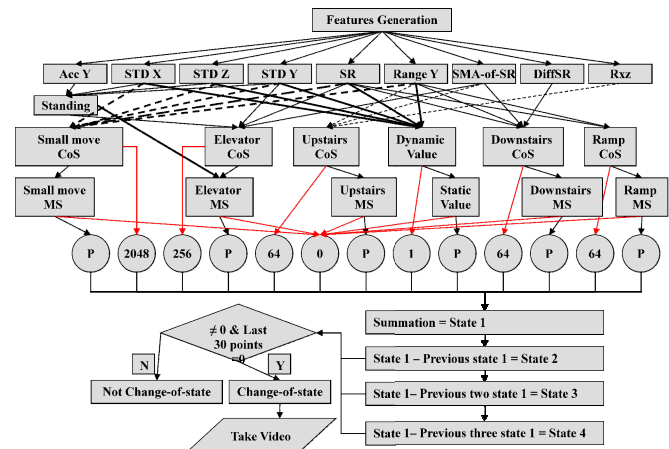 Features Generation
Acc Y
STD X
STD Z
STD Y
SR
Range Y
SMA-of-SR
DiffSR
Rxz
Standing
Small move
CoS
Elevator
CoS
Upstairs
CoS
Dynamic
Value
Downstairs
CoS
Ramp
CoS
Small move
MS
Elevator
MS
Upstairs
MS
Static
Value
Downstairs
MS
Ramp
MS
P
2048
256
P
64
0
P
1
P
64
P
64
P
≠ 0 & Last
30 points
=0
N
Y
Not Change-of-state
Change-of-state
Take Video
Summation = State 1
State 1 – Previous state 1 = State 2
State 1– Previous two state 1 = State 3
State 1– Previous three state 1 = State 4